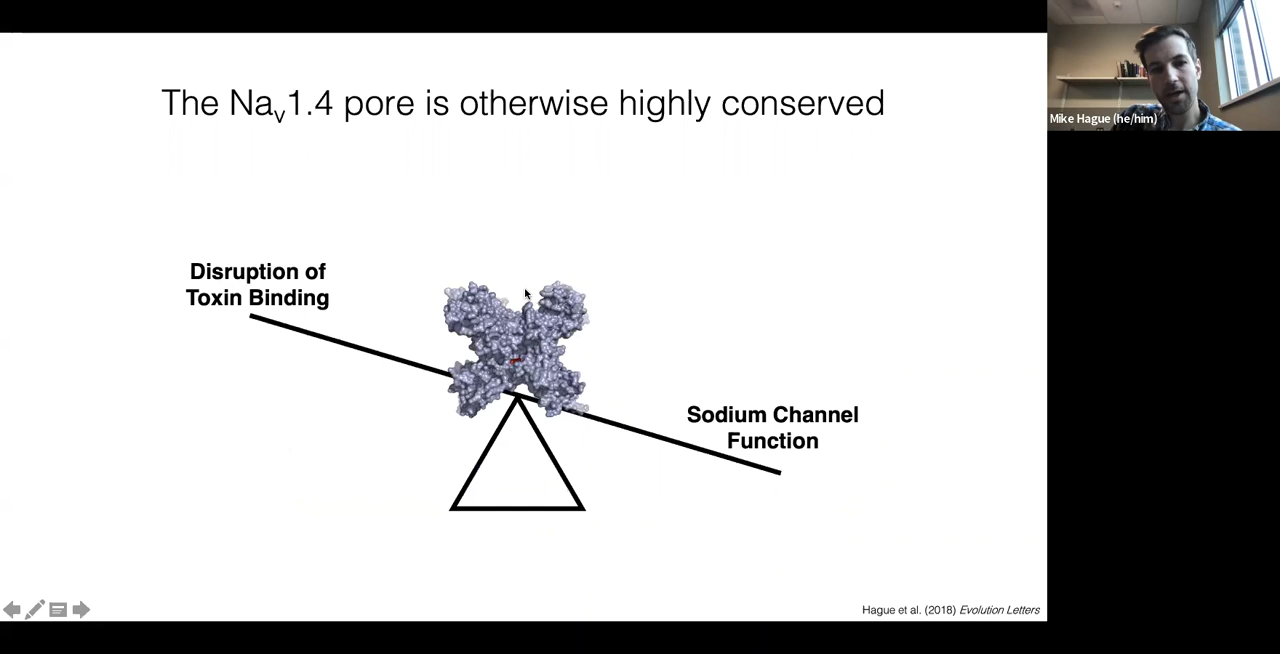 The Nav1.4 pore is otherwise highly conserved
Mike Hague (he/him)
Disruption of
Toxin Binding
Sodium Channel
Function
Hague et al. (2018) Evolution Letters